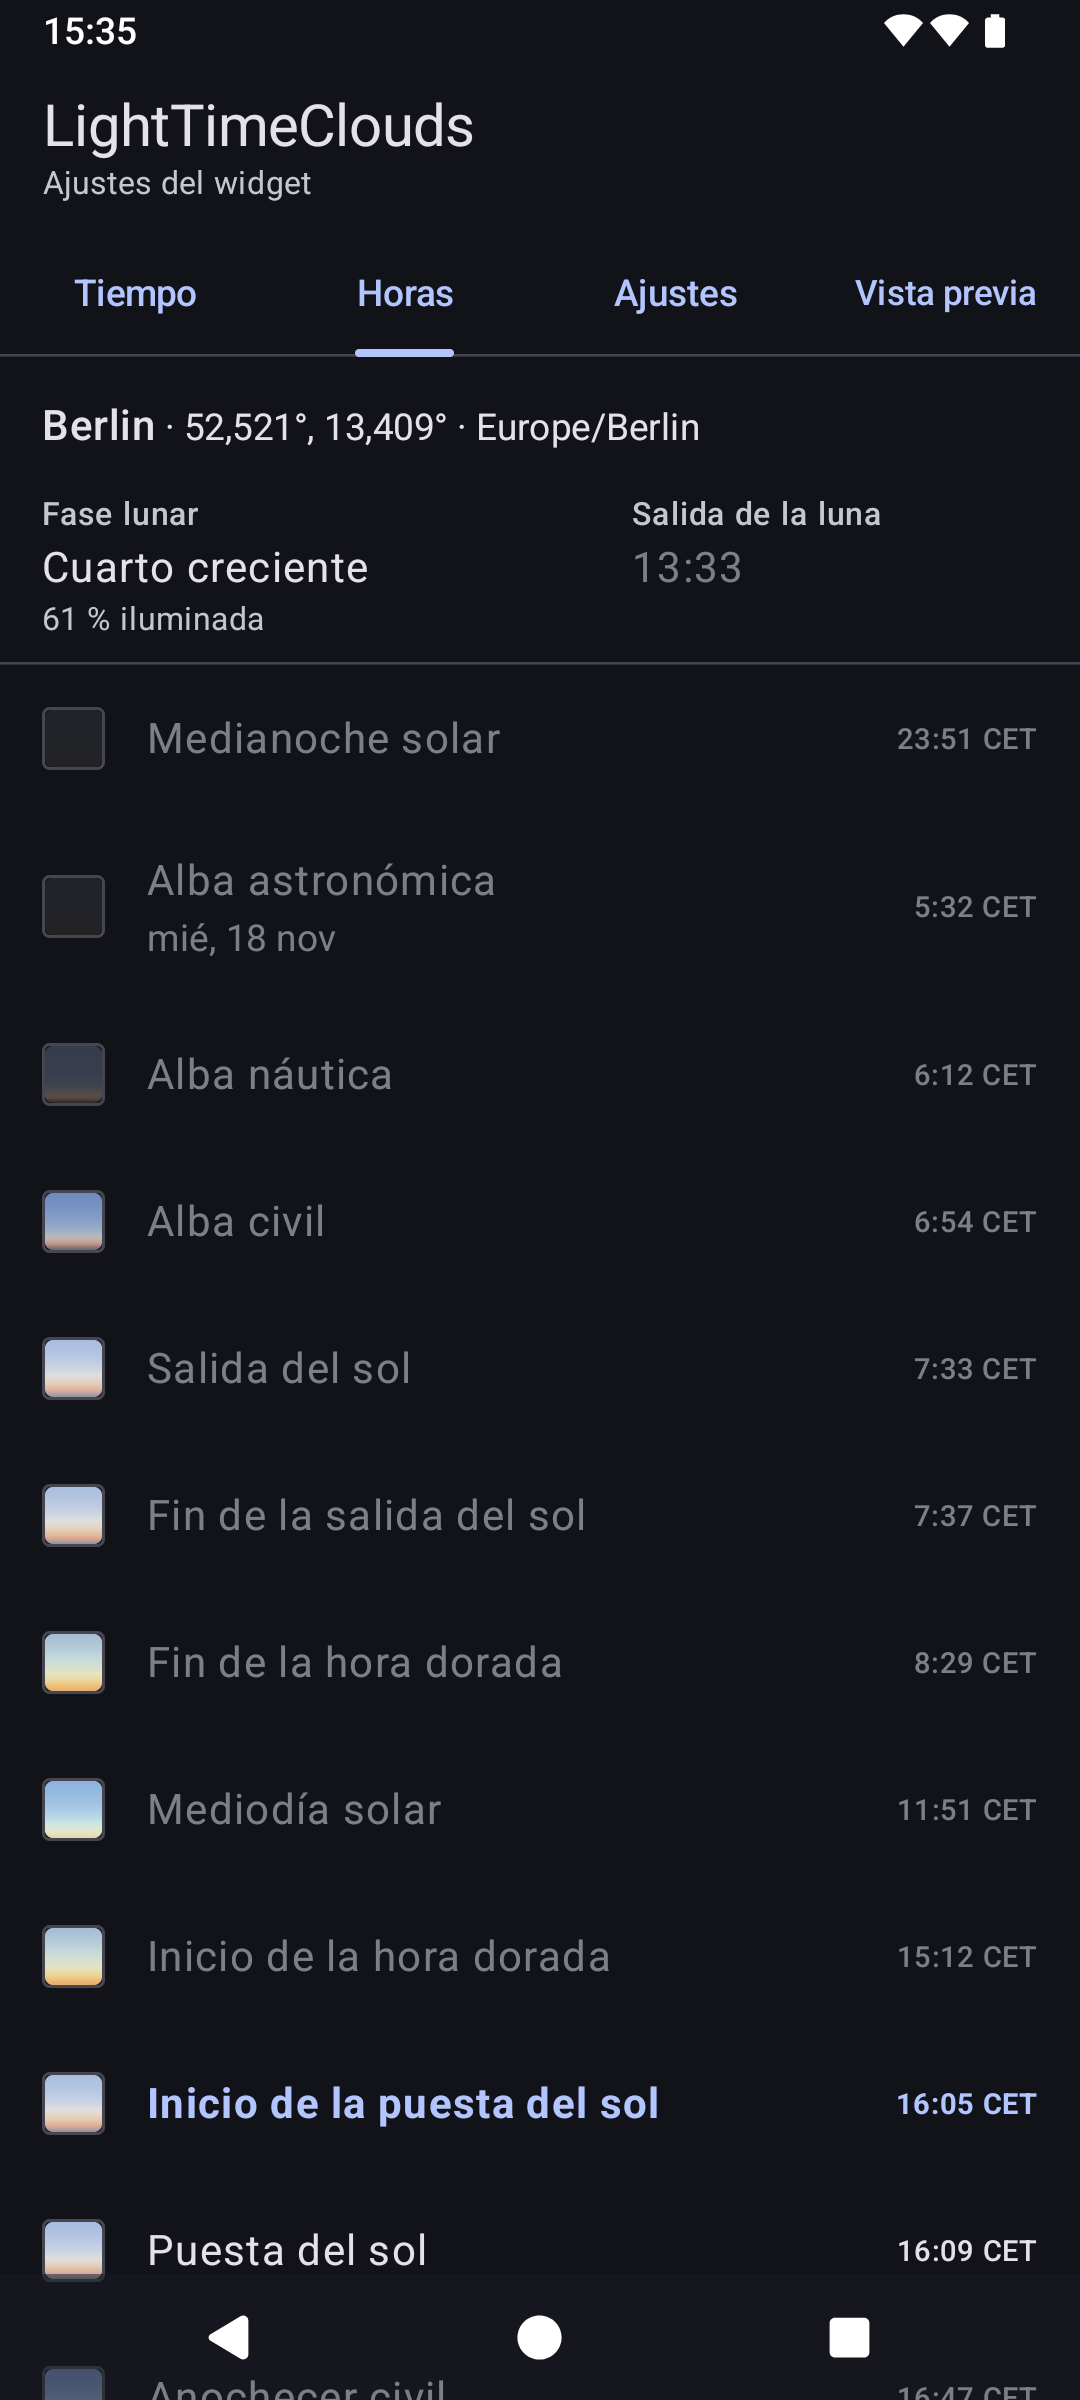 15:35
LightTimeClouds
Ajustes del widget
Tiempo
Horas
Ajustes
Vista previa
Berlin · 52,521°, 13,409° · Europe/Berlin
Fase lunar
Cuarto creciente
61 % iluminada
Salida de la luna
13:33
Medianoche solar 23:51 CET
Alba astronómica 5:32 CET
mié, 18 nov
Alba náutica 6:12 CET
Alba civil 6:54 CET
Salida del sol 7:33 CET
Fin de la salida del sol 7:37 CET
Fin de la hora dorada 8:29 CET
Mediodía solar 11:51 CET
Inicio de la hora dorada 15:12 CET
Inicio de la puesta del sol 16:05 CET
Puesta del sol 16:09 CET
Anochecer civil 16:47 CET